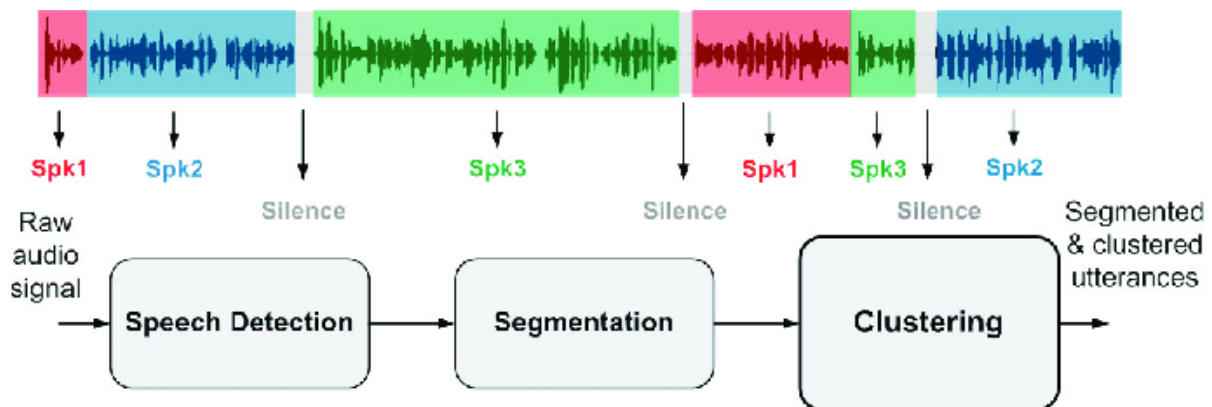 Spk1 Spk2 Spk3 Spk1 Spk3 Spk2
Silence Silence Silence
Raw
audio
signal
Speech Detection
Segmentation
Clustering
Segmented
& clustered
utterances